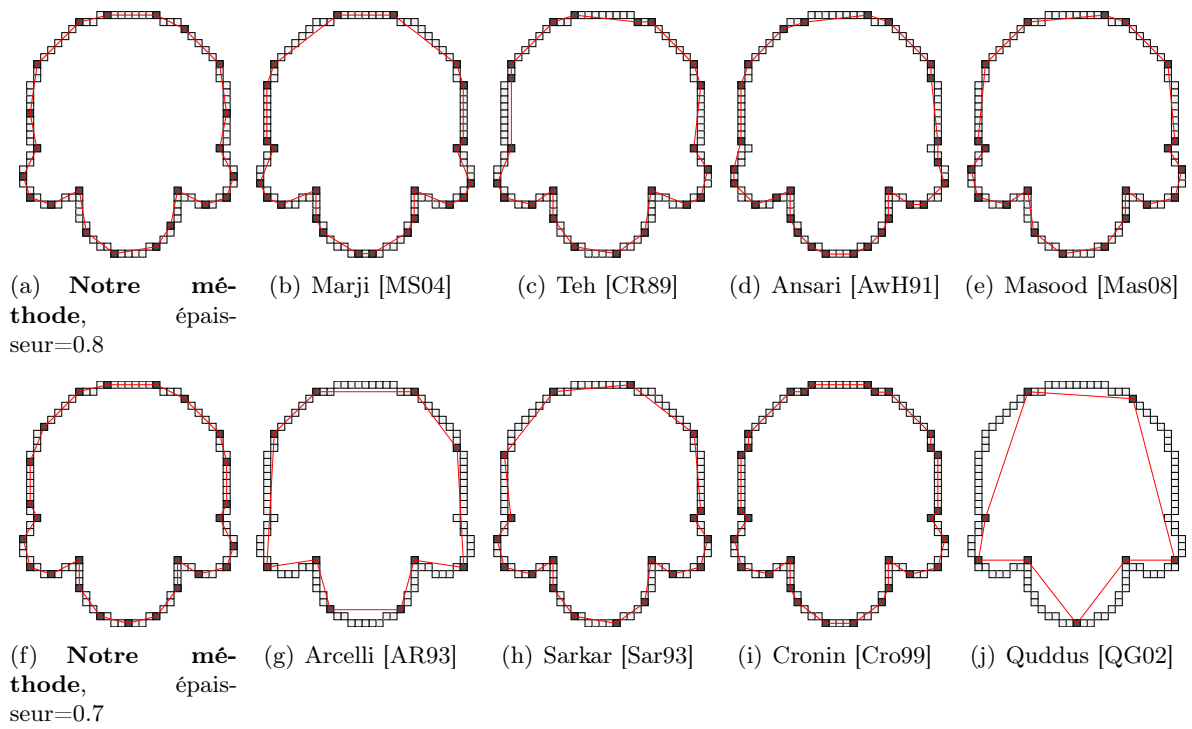 (a) Notre mé-
thode, épais-
seur=0.8
(b) Marji [MS04]
(c) Teh [CR89]
(d) Ansari [AwH91]
(e) Masood [Mas08]
(f) Notre mé-
thode, épais-
seur=0.7
(g) Arcelli [AR93]
(h) Sarkar [Sar93]
(i) Cronin [Cro99]
(j) Quddus [QG02]